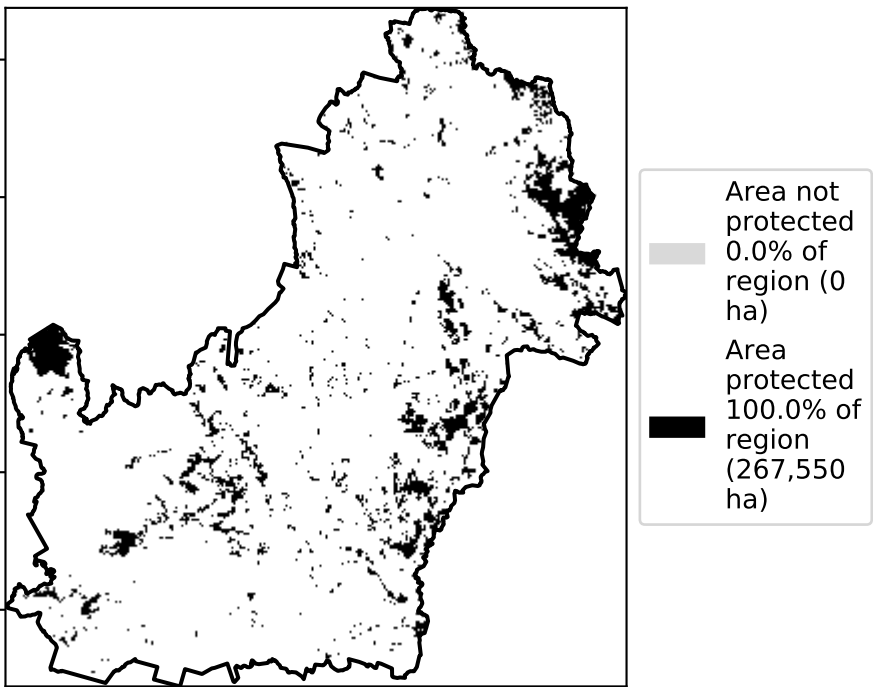 Area not
protected
0.0% of
region (0
ha)
Area
protected
100.0% of
region
(267,550
ha)